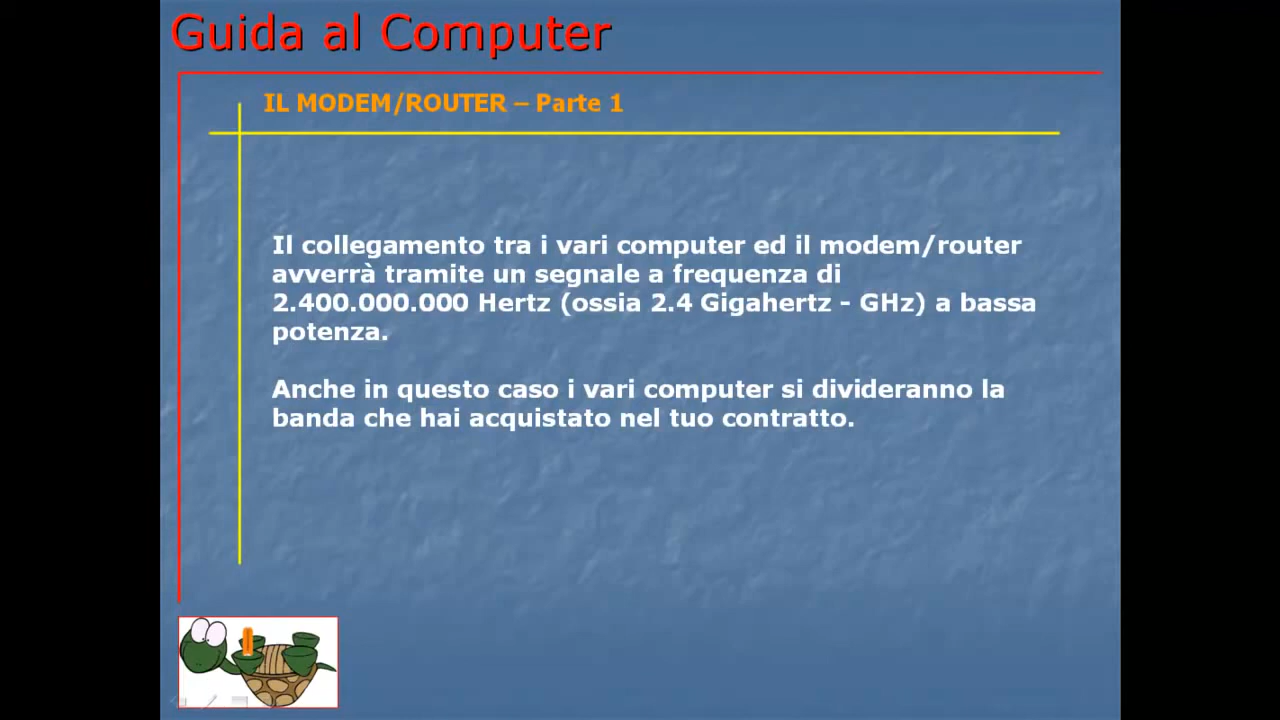 Guida al Computer
IL MODEM/ROUTER – Parte 1
Il collegamento tra i vari computer ed il modem/router
avverrà tramite un segnale a frequenza di
2.400.000.000 Hertz (ossia 2.4 Gigahertz - GHz) a bassa
potenza.
Anche in questo caso i vari computer si divideranno la
banda che hai acquistato nel tuo contratto.